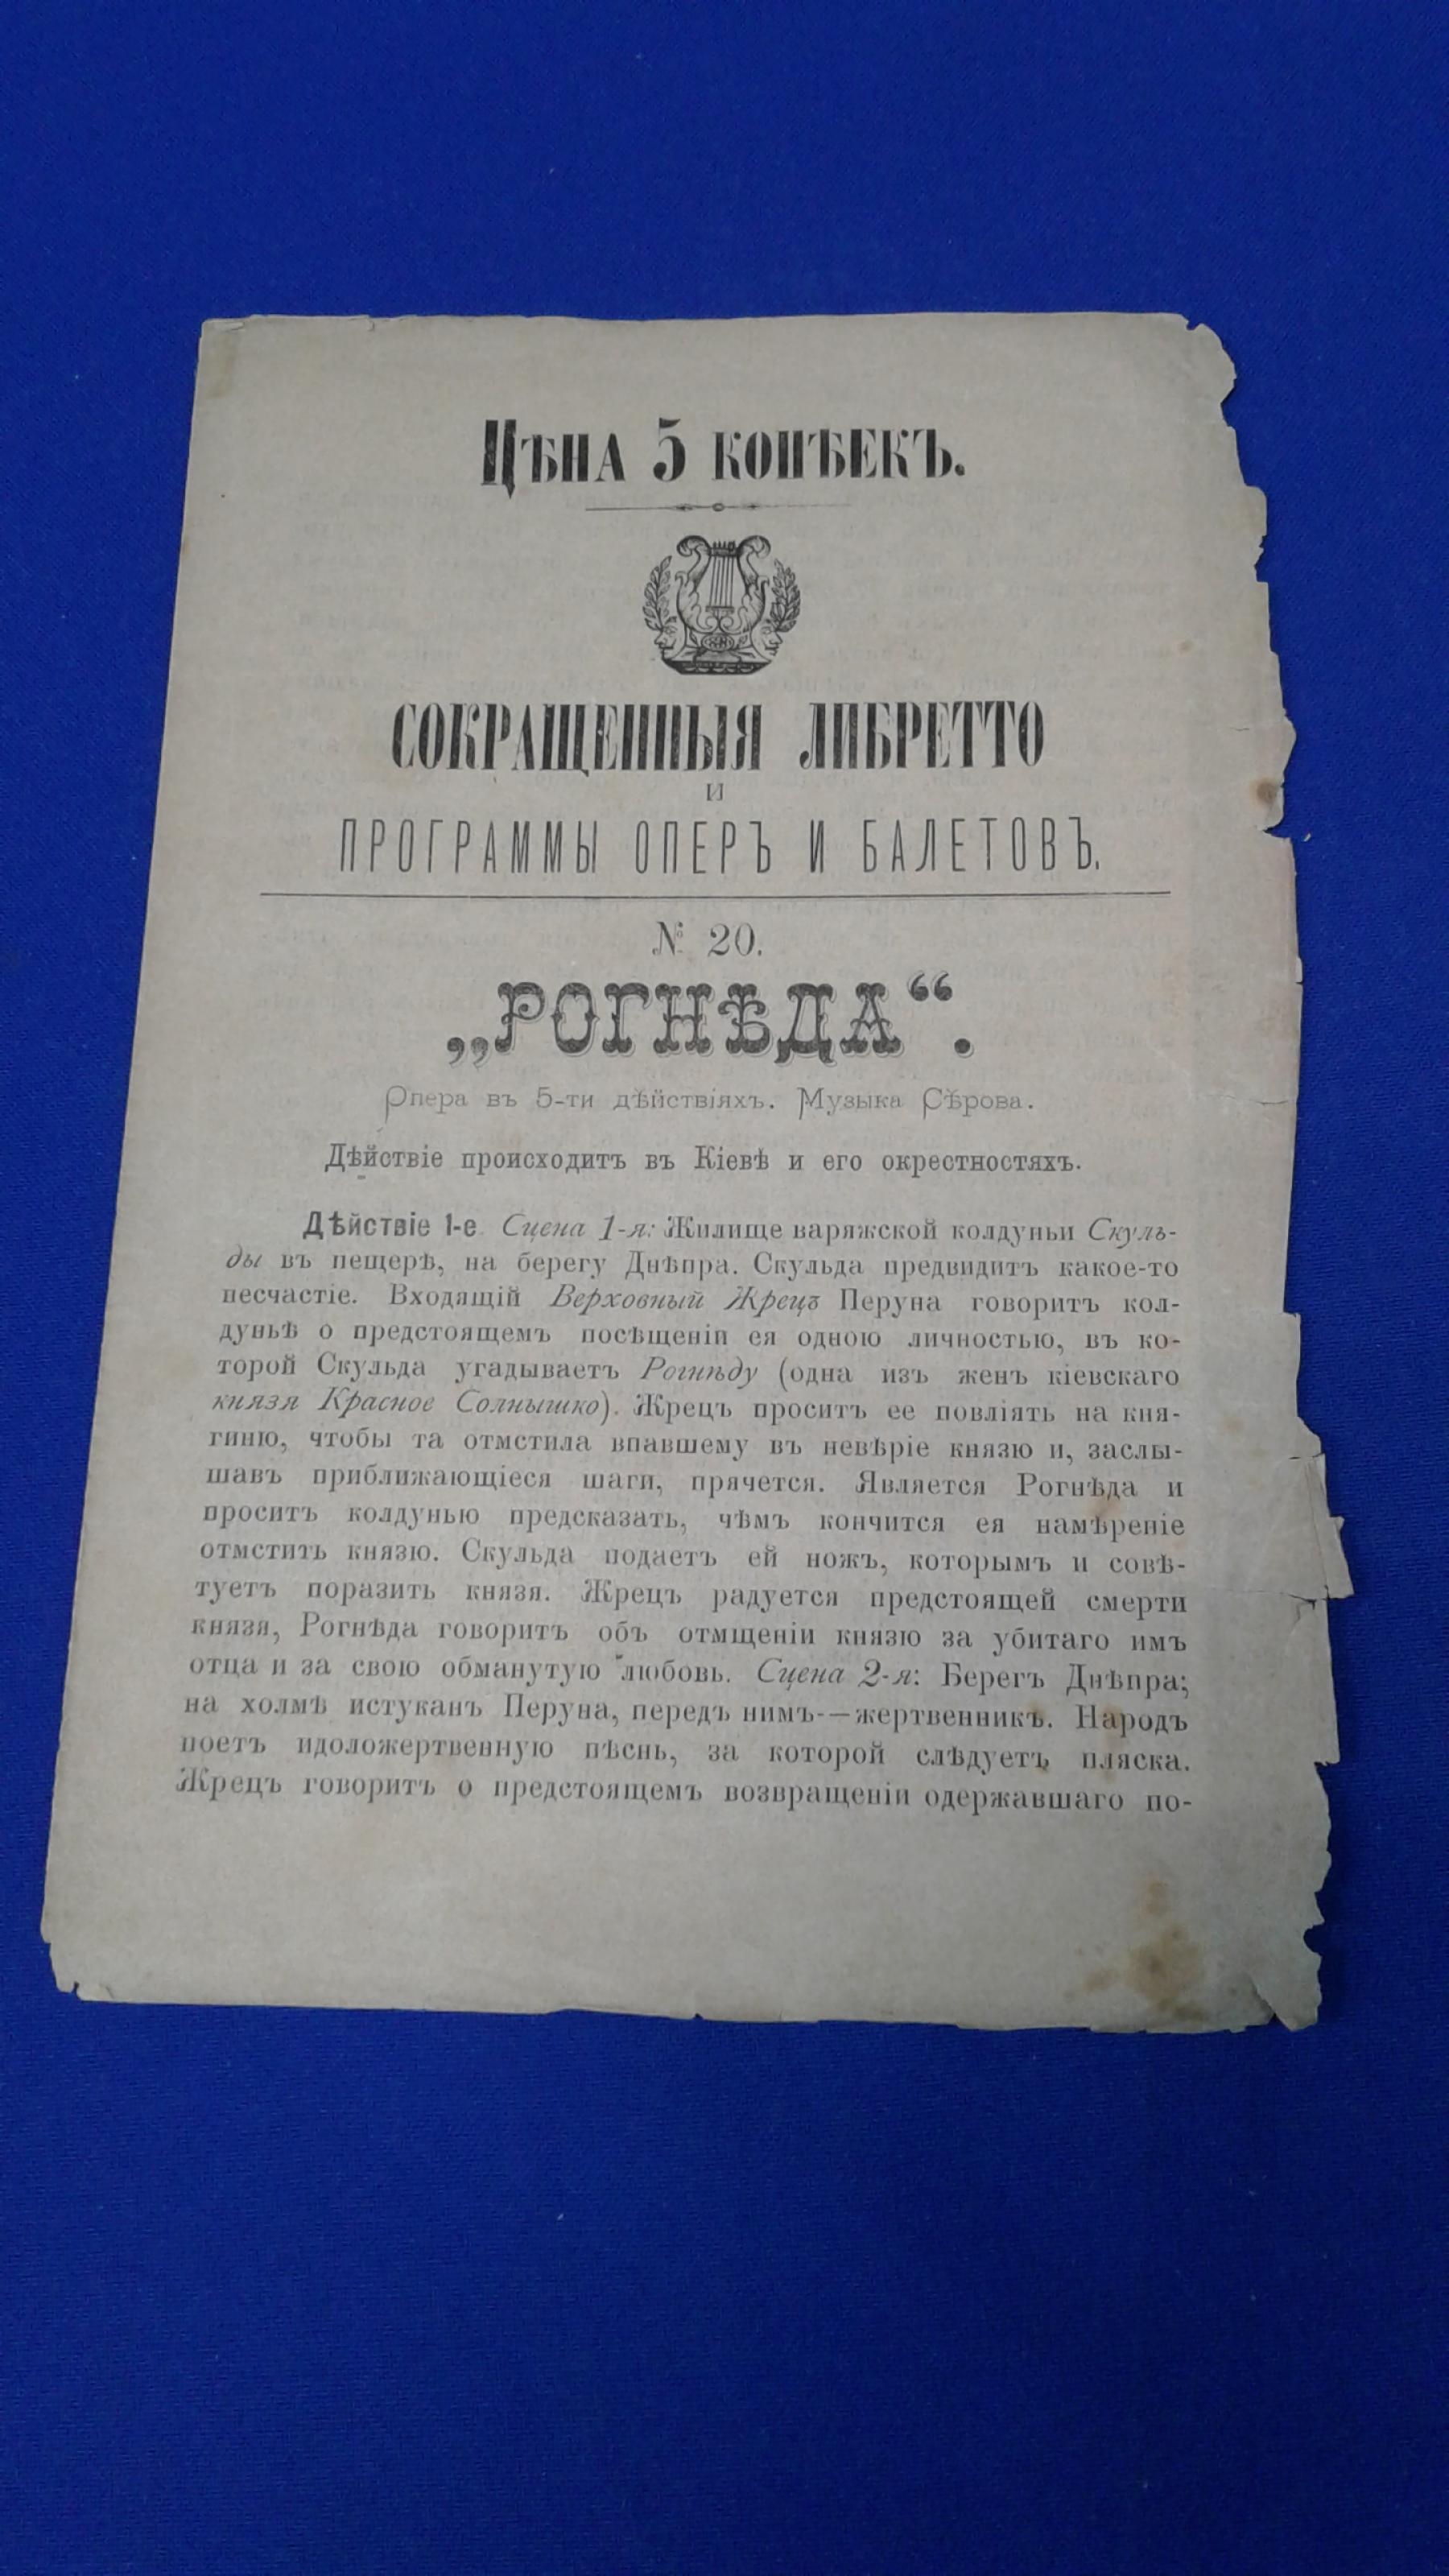 Цѣна 5 копѣекъ.
СОКРАЩЕННЫЯ ЛИБРЕТТО
И
ПРОГРАММЫ ОПЕРЪ И БАЛЕТОВЪ.
№ 20.
„РОГНѢДА“.
Опера въ 5-ти дѣйствіяхъ. Музыка Сѣрова.
Дѣйствіе происходитъ въ Кіевѣ и его окрестностяхъ.
Дѣйствіе 1-е Сцена 1-я: Жилище варяжской колдуньи Скуль-
ды въ пещерѣ, на берегу Днѣпра. Скульда предвидитъ какое-то
несчастіе. Входящій Верховный Жрецъ Перуна говоритъ кол-
дуньѣ о предстоящемъ посѣщеніи ея одною личностью, въ ко-
торой Скульда угадываетъ Рогнѣду (одна изъ женъ кіевскаго
князя Красное Солнышко). Жрецъ проситъ ее повліять на кня-
гиню, чтобы та отмстила впавшему въ невѣріе князю и, заслы-
шавъ приближающіеся шаги, прячется. Является Рогнѣда и
проситъ колдунью предсказать, чѣмъ кончится ея намѣреніе
отмстить князю. Скульда подаетъ ей ножъ, которымъ и совѣ-
туетъ поразить князя. Жрецъ радуется предстоящей смерти
князя, Рогнѣда говоритъ объ отмщеніи князю за убитаго имъ
отца и за свою обманутую любовь. Сцена 2-я: Берегъ Днѣпра;
на холмѣ истуканъ Перуна, передъ нимъ-—жертвенникъ. Народъ
поетъ идоложертвенную пѣснь, за которой слѣдуетъ пляска.
Жрецъ говоритъ о предстоящемъ возвращеніи одержавшаго по-